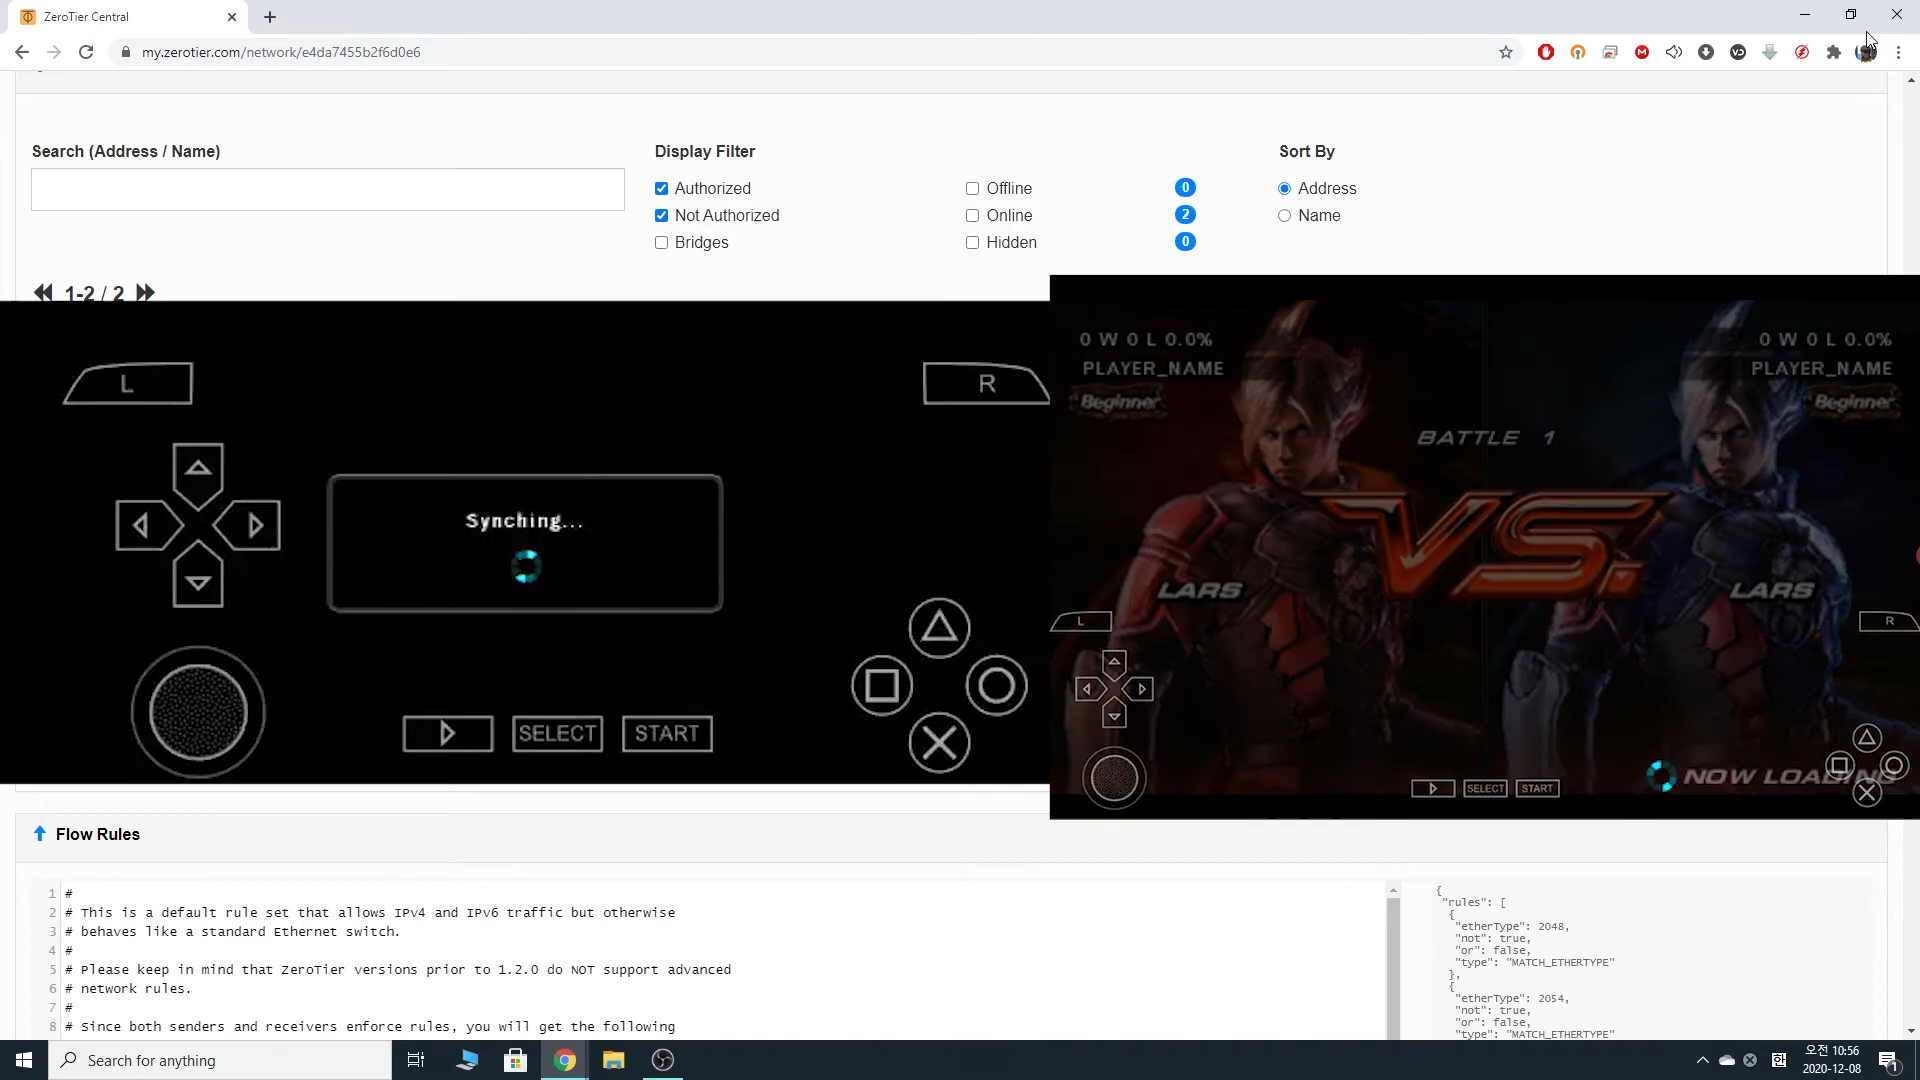 ZeroTier Central
my.zerotier.com/network/e4da7455b2f6d0e6
Search (Address / Name)
Display Filter
Sort By
Authorized
Offline
0
Address
Not Authorized
Online
2
Name
Bridges
Hidden
0
1-2 / 2
L
R
Synching...
SELECT
START
0 W 0 L 0.0%
PLAYER_NAME
Beginner
0 W 0 L 0.0%
PLAYER_NAME
Beginner
BATTLE 1
VS.
LARS
LARS
L
R
SELECT
START
NOW LOADING
Flow Rules
1 #
2 # This is a default rule set that allows IPv4 and IPv6 traffic but otherwise
3 # behaves like a standard Ethernet switch.
4 #
5 # Please keep in mind that ZeroTier versions prior to 1.2.0 do NOT support advanced
6 # network rules.
7 #
8 # Since both senders and receivers enforce rules, you will get the following
{
"rules": [
{
"etherType": 2048,
"not": true,
"or": false,
"type": "MATCH_ETHERTYPE"
},
{
"etherType": 2054,
"not": true,
"or": false,
"type": "MATCH_ETHERTYPE"
Search for anything
오전 10:56
2020-12-08
1